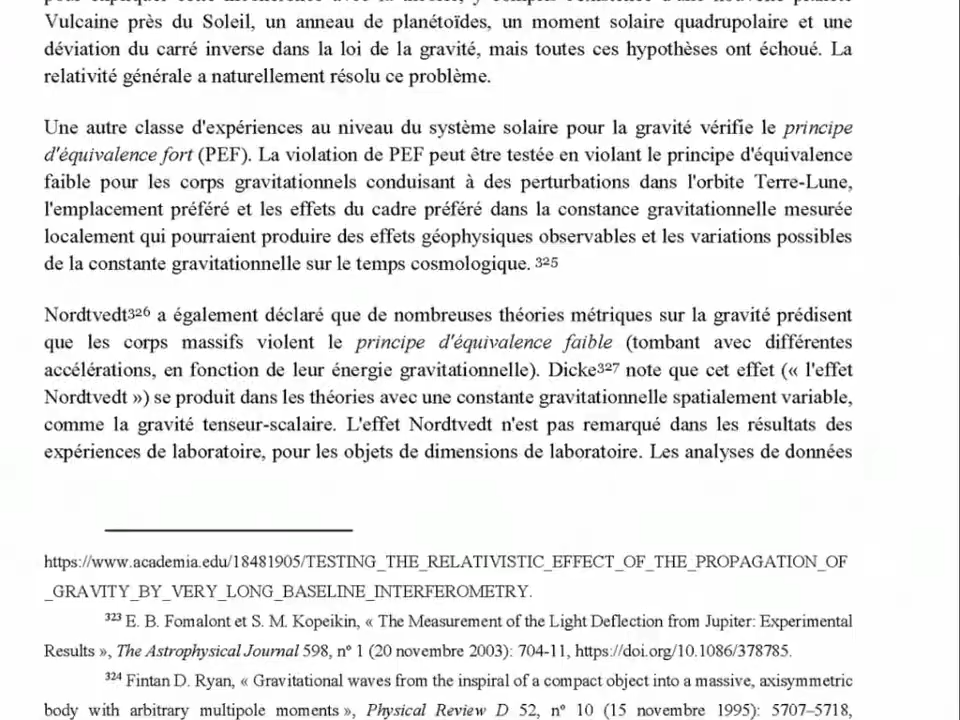 Vulcaine près du Soleil, un anneau de planétoïdes, un moment solaire quadrupolaire et une
déviation du carré inverse dans la loi de la gravité, mais toutes ces hypothèses ont échoué. La
relativité générale a naturellement résolu ce problème.
Une autre classe d'expériences au niveau du système solaire pour la gravité vérifie le principe
d'équivalence fort (PEF). La violation de PEF peut être testée en violant le principe d'équivalence
faible pour les corps gravitationnels conduisant à des perturbations dans l'orbite Terre-Lune,
l'emplacement préféré et les effets du cadre préféré dans la constance gravitationnelle mesurée
localement qui pourraient produire des effets géophysiques observables et les variations possibles
de la constante gravitationnelle sur le temps cosmologique. 325
Nordtvedt326 a également déclaré que de nombreuses théories métriques sur la gravité prédisent
que les corps massifs violent le principe d'équivalence faible (tombant avec différentes
accélérations, en fonction de leur énergie gravitationnelle). Dicke327 note que cet effet (« l'effet
Nordtvedt ») se produit dans les théories avec une constante gravitationnelle spatialement variable,
comme la gravité tenseur-scalaire. L'effet Nordtvedt n'est pas remarqué dans les résultats des
expériences de laboratoire, pour les objets de dimensions de laboratoire. Les analyses de données
https://www.academia.edu/18481905/TESTING_THE_RELATIVISTIC_EFFECT_OF_THE_PROPAGATION_OF
_GRAVITY_BY_VERY_LONG_BASELINE_INTERFEROMETRY.
323 E. B. Fomalont et S. M. Kopeikin, « The Measurement of the Light Deflection from Jupiter: Experimental
Results », The Astrophysical Journal 598, nº 1 (20 novembre 2003): 704-11, https://doi.org/10.1086/378785.
324 Fintan D. Ryan, « Gravitational waves from the inspiral of a compact object into a massive, axisymmetric
body with arbitrary multipole moments », Physical Review D 52, nº 10 (15 novembre 1995): 5707–5718,